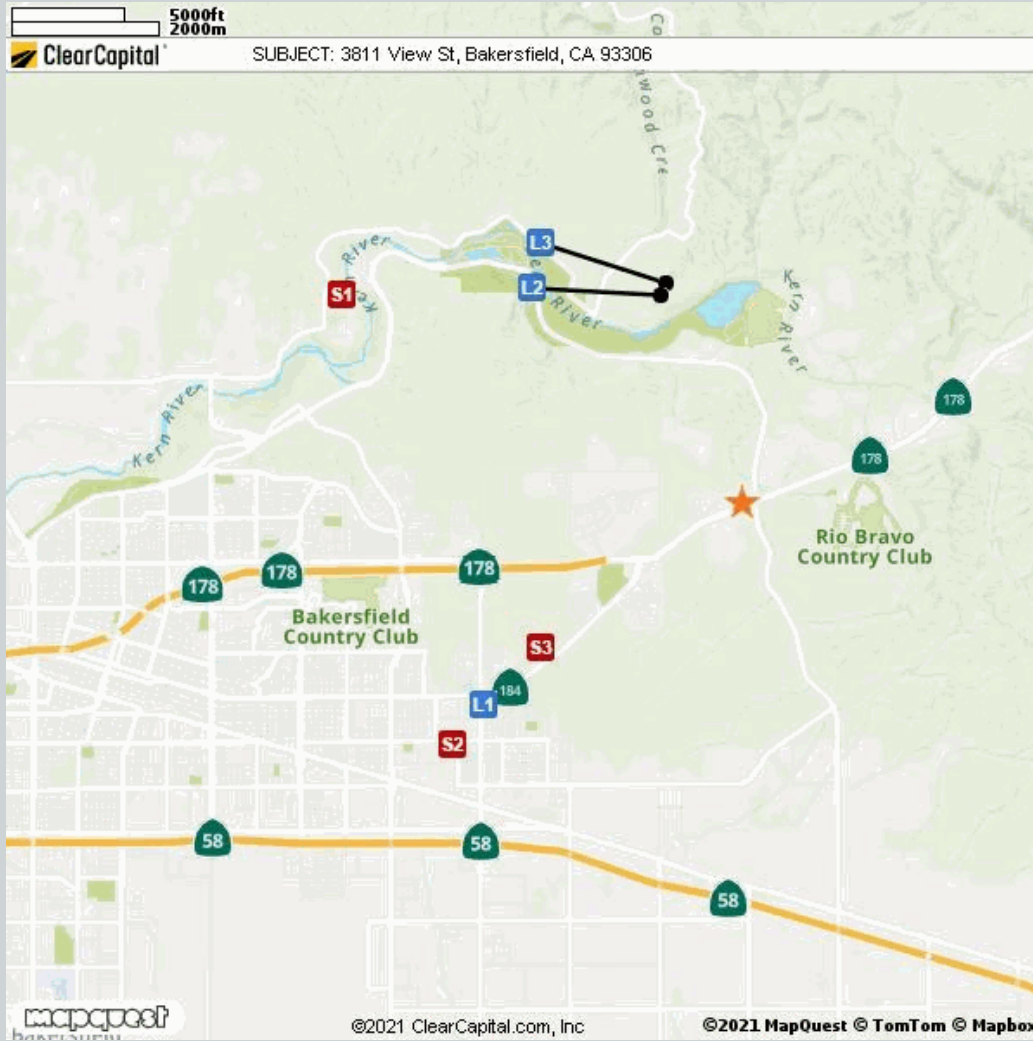 5000ft
2000m
ClearCapital
SUBJECT: 3811 View St, Bakersfield, CA 93306
wood Cre
L3
River
S1
L2
River
Kern River
Kern River
178
178
Rio Bravo
Country Club
178
178
178
Bakersfield
Country Club
S3
184
L1
S2
58
58
58
mapquest
©2021 ClearCapital.com, Inc
©2021 MapQuest © TomTom © Mapbox